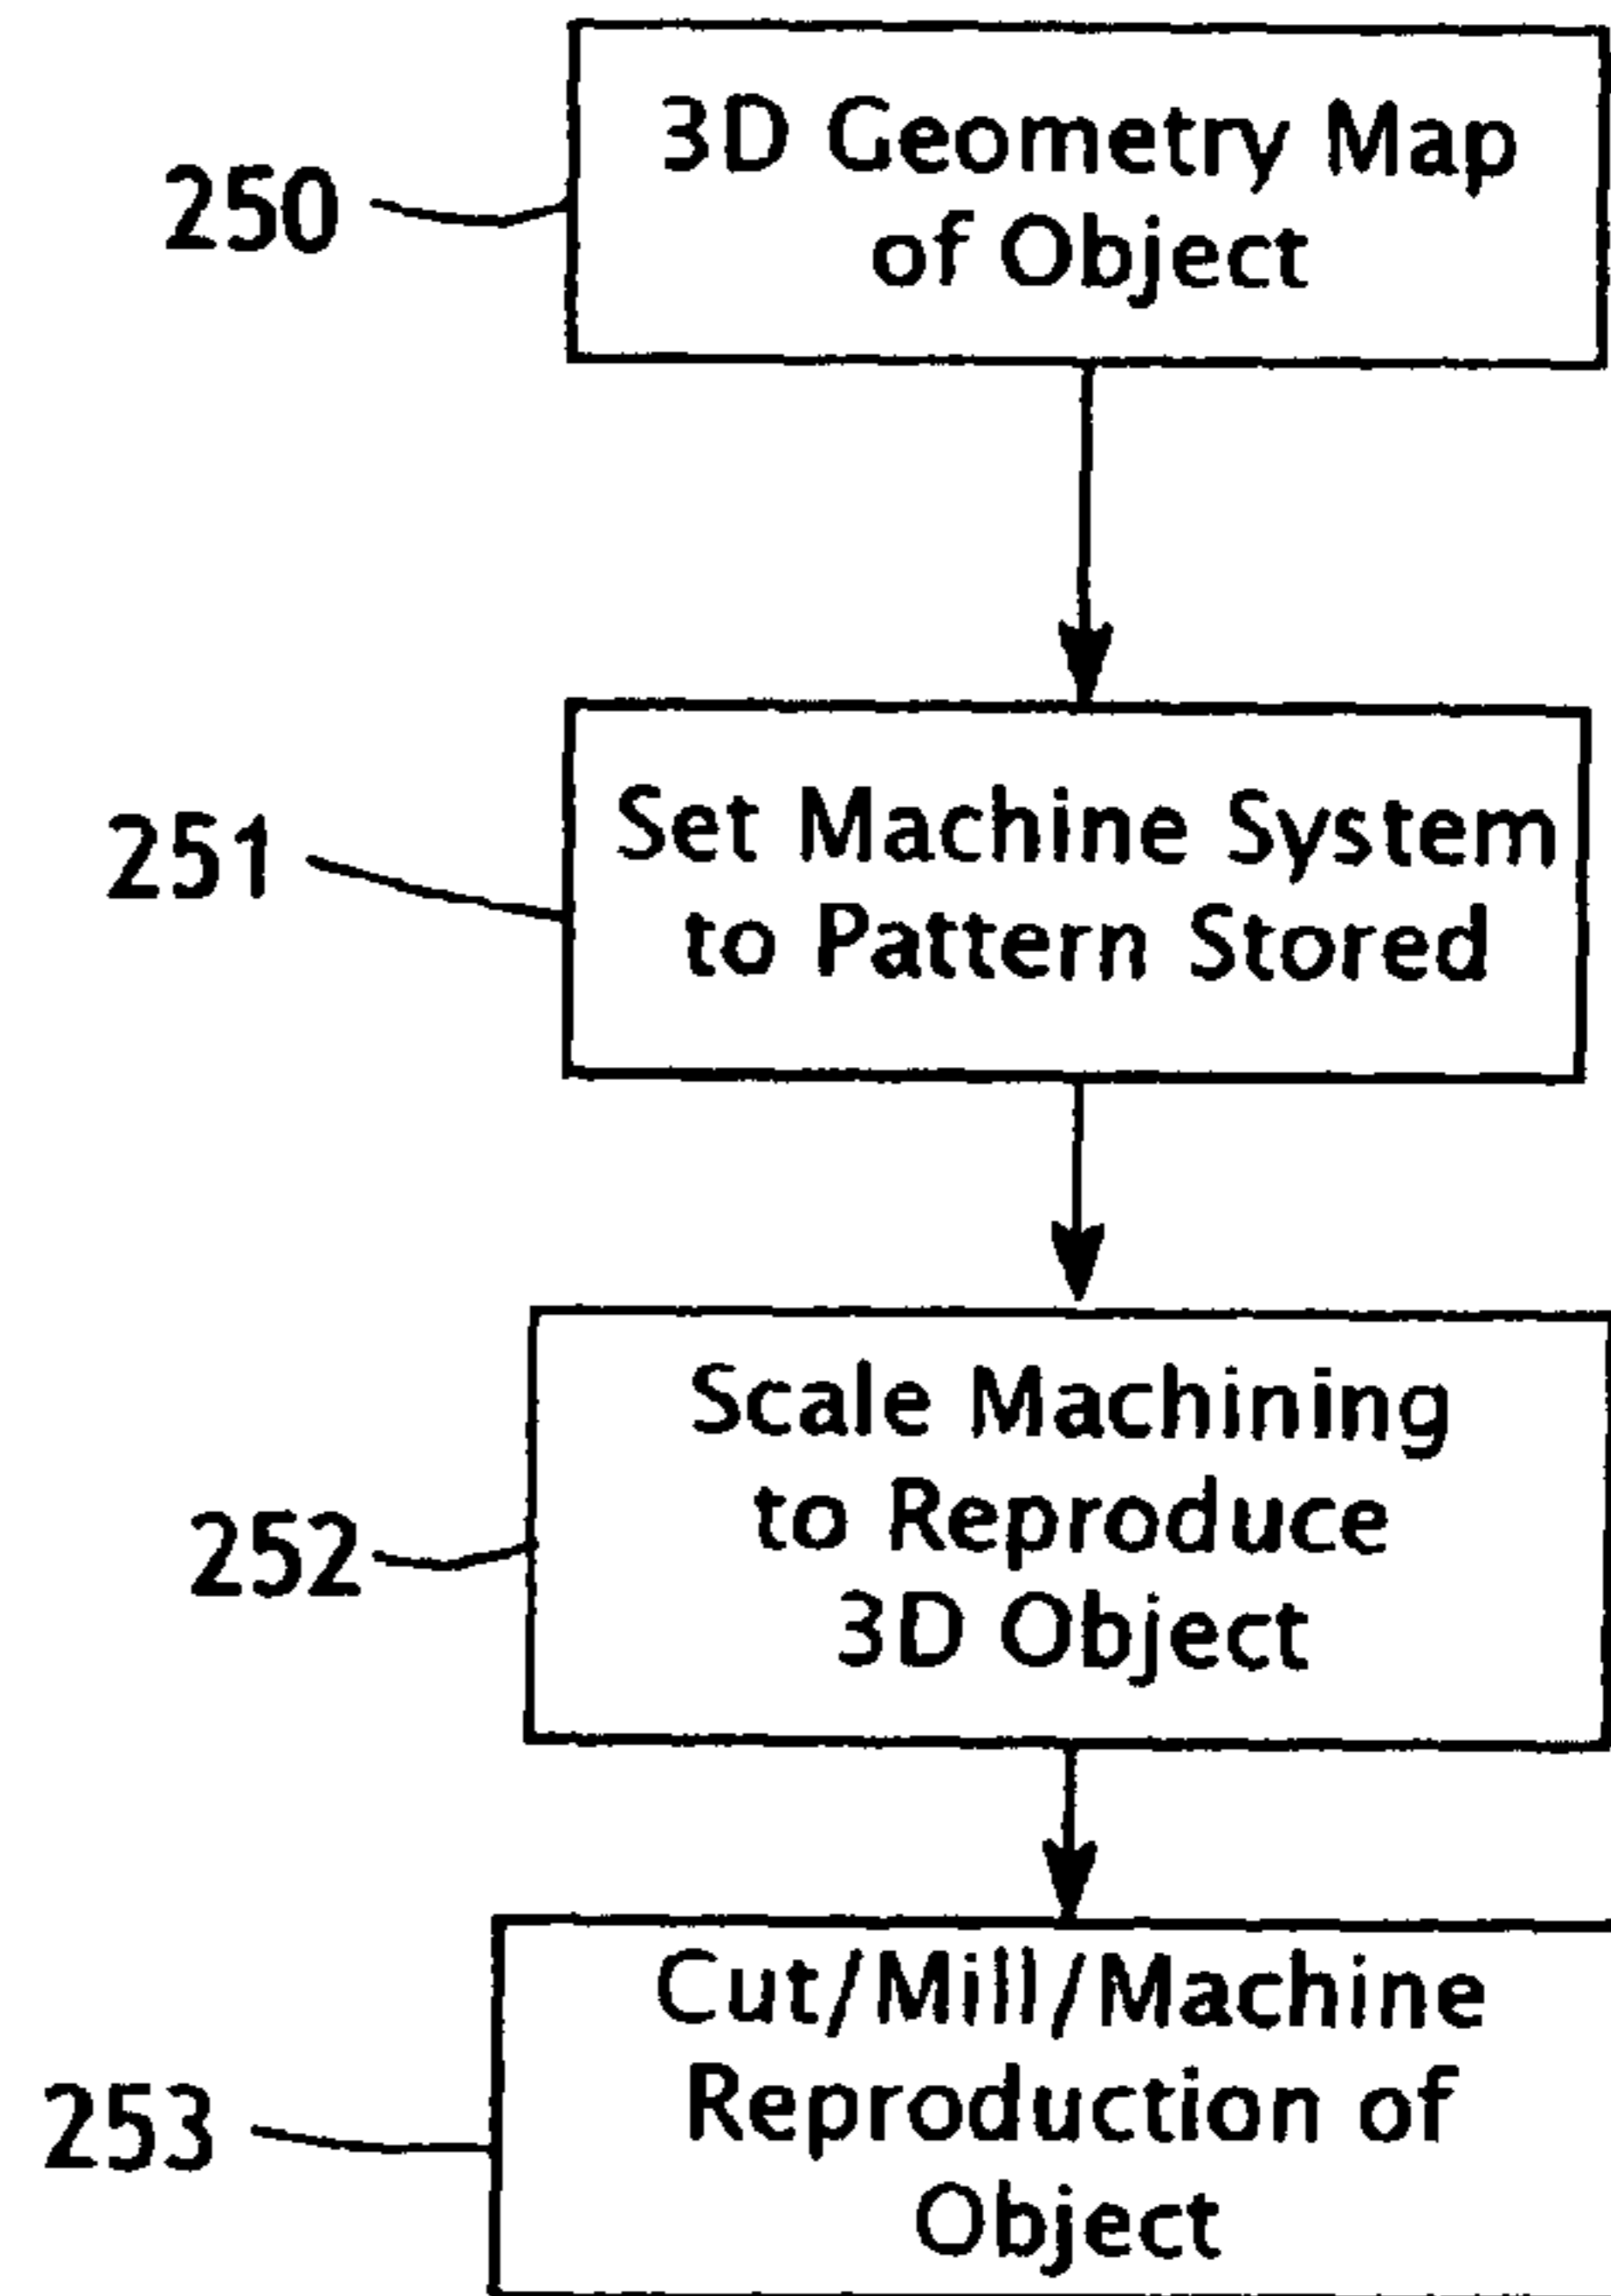 250
3D Geometry Map
of Object
251
Set Machine System
to Pattern Stored
252
Scale Machining
to Reproduce
3D Object
253
Cut/Mill/Machine
Reproduction of
Object